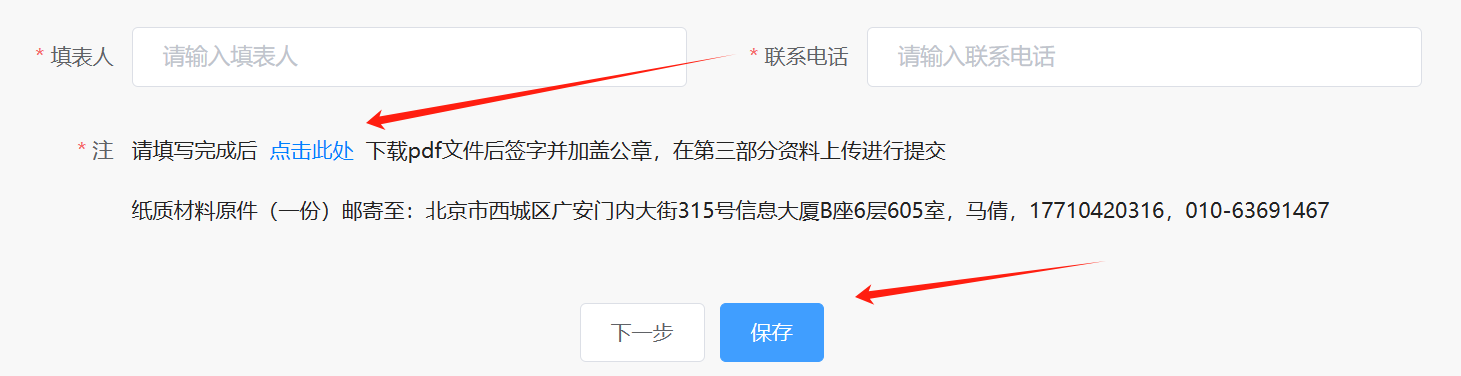 * 填表人 请输入填表人 * 联系电话 请输入联系电话
* 注 请填写完成后 点击此处 下载pdf文件后签字并加盖公章，在第三部分资料上传进行提交
纸质材料原件（一份）邮寄至：北京市西城区广安门内大街315号信息大厦B座6层605室，马倩，17710420316，010-63691467
下一步 保存